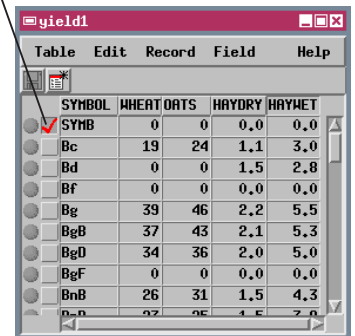 yield1
Table Edit Record Field Help
SYMBOL WHEAT OATS HAYDRY HAYWET
SYMB 0 0 0.0 0.0
Bc 19 24 1.1 3.0
Bd 0 0 1.5 2.8
Bf 0 0 0.0 0.0
Bg 39 46 2.2 5.5
BgB 37 43 2.1 5.3
BgD 34 36 2.0 5.0
BgF 0 0 0.0 0.0
BnB 26 31 1.5 4.3